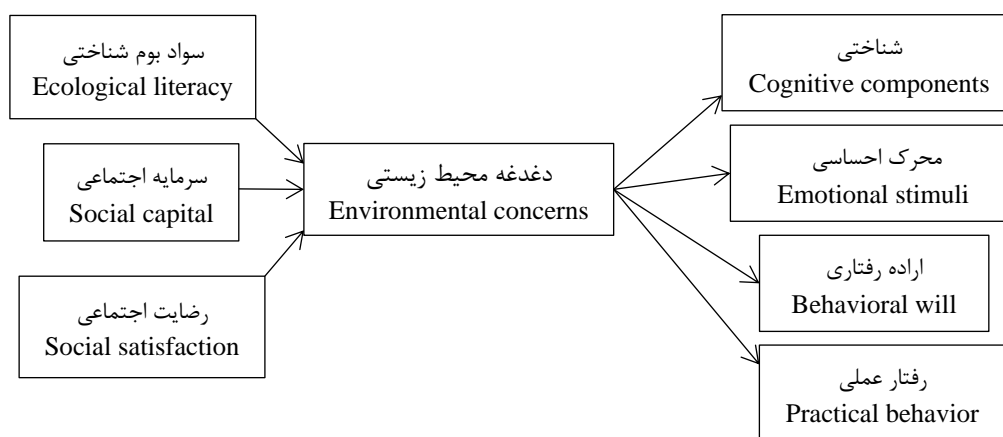 سواد بوم شناختی
Ecological literacy
سرمایه اجتماعی
Social capital
رضایت اجتماعی
Social satisfaction
دغدغه محیط زیستی
Environmental concerns
شناختی
Cognitive components
محرک احساسی
Emotional stimuli
اراده رفتاری
Behavioral will
رفتار عملی
Practical behavior